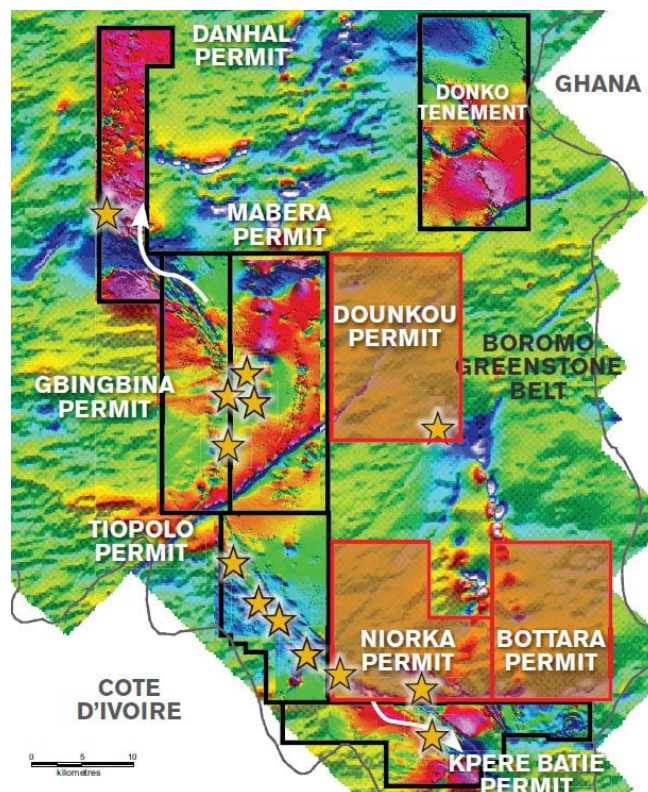 DANHAL
PERMIT
DONKO
TENEMENT
GHANA
MABERA
PERMIT
DOUNKOU
PERMIT
BOROMO
GREENSTONE
BELT
GBINGBINA
PERMIT
TIOPOLO
PERMIT
NIORKA
PERMIT
BOTTARA
PERMIT
COTE
D'IVOIRE
KPERE BATIE
PERMIT
0 5 10
kilometres